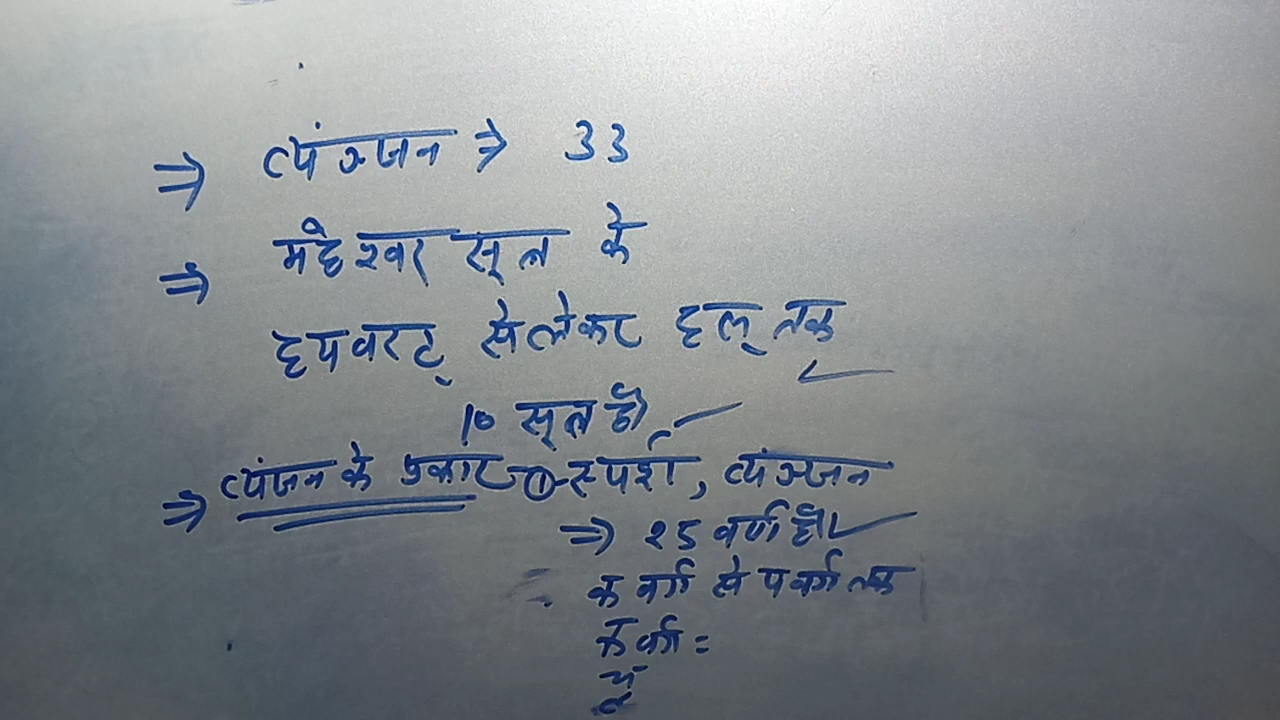 ⇒ व्यंञ्जन ⇒ 33
⇒ महेश्वर सूत्र के
हयवरट् से लेकर हल् तक
10 सूत्र है
⇒ व्यंजन के प्रकार ①-स्पर्श, व्यंञ्जन
⇒ 25 वर्ण है
क वर्ग से प वर्ग तक
क वर्ग =